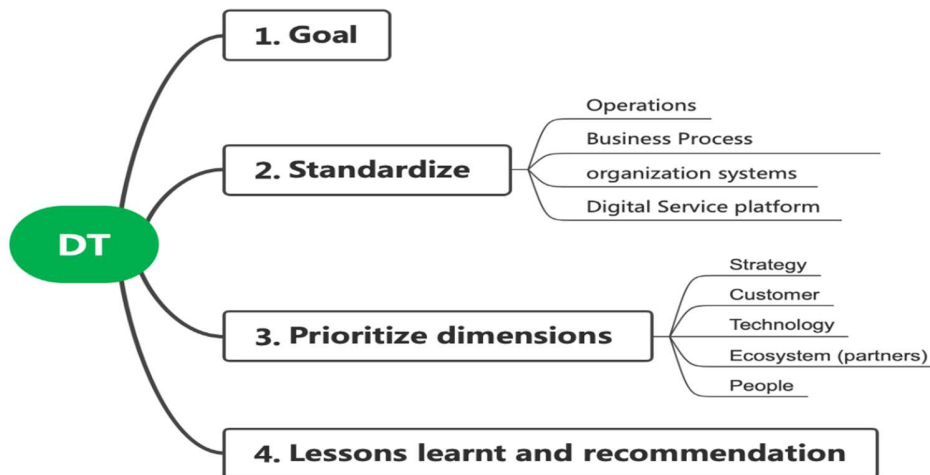 DT
1. Goal
2. Standardize
Operations
Business Process
organization systems
Digital Service platform
3. Prioritize dimensions
Strategy
Customer
Technology
Ecosystem (partners)
People
4. Lessons learnt and recommendation